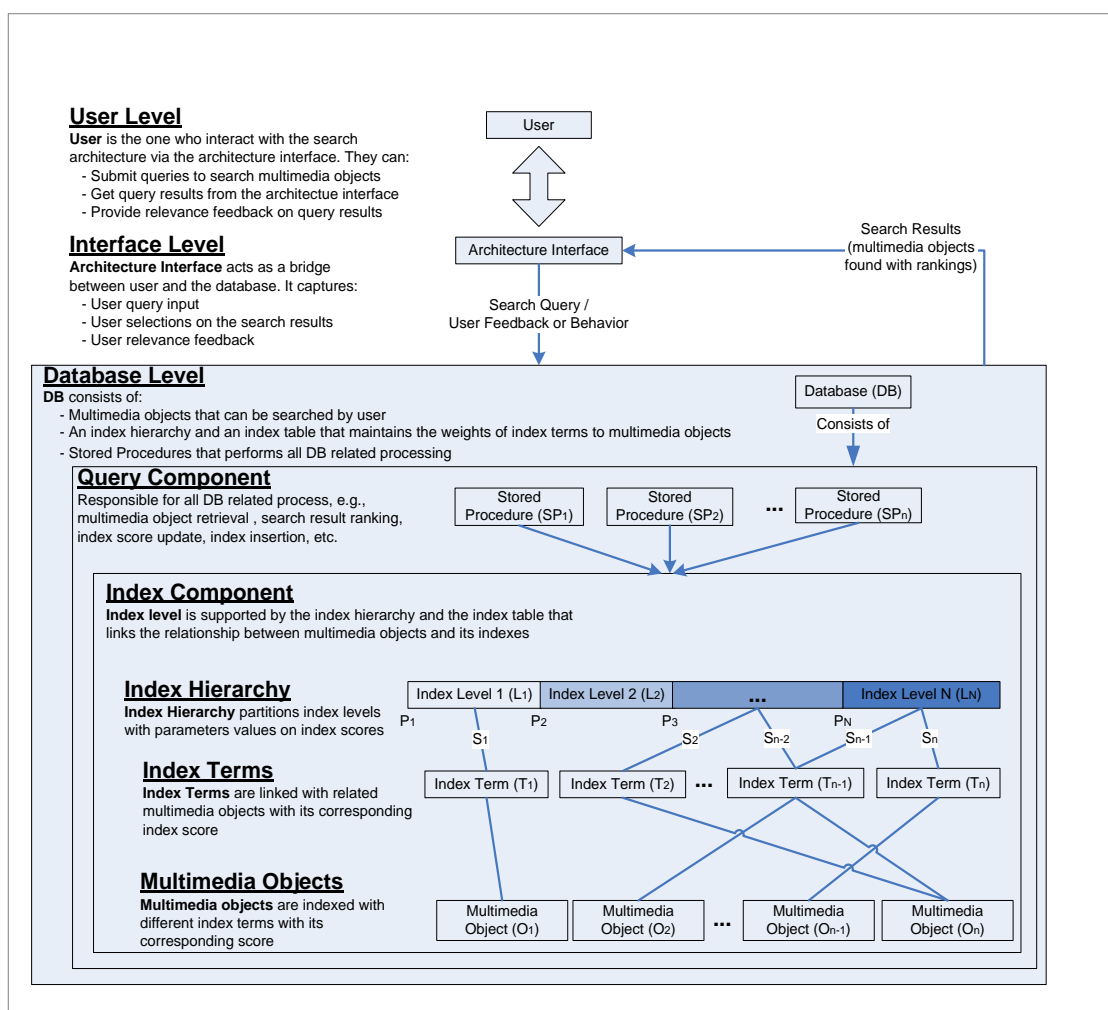 User Level
User is the one who interact with the search
architecture via the architecture interface. They can:
- Submit queries to search multimedia objects
- Get query results from the architectue interface
- Provide relevance feedback on query results
User
Interface Level
Architecture Interface acts as a bridge
between user and the database. It captures:
- User query input
- User selections on the search results
- User relevance feedback
Architecture Interface
Search Results
(multimedia objects
found with rankings)
Search Query /
User Feedback or Behavior
Database Level
DB consists of:
- Multimedia objects that can be searched by user
- An index hierarchy and an index table that maintains the weights of index terms to multimedia objects
- Stored Procedures that performs all DB related processing
Database (DB)
Consists of
Query Component
Responsible for all DB related process, e.g.,
multimedia object retrieval , search result ranking,
index score update, index insertion, etc.
Stored
Procedure (SP1)
Stored
Procedure (SP2)
...
Stored
Procedure (SPn)
Index Component
Index level is supported by the index hierarchy and the index table that
links the relationship between multimedia objects and its indexes
Index Hierarchy
Index Hierarchy partitions index levels
with parameters values on index scores
Index Level 1 (L1)
Index Level 2 (L2)
...
Index Level N (LN)
P1
P2
P3
PN
S1
S2
Sn-2
Sn-1
Sn
Index Terms
Index Terms are linked with related
multimedia objects with its corresponding
index score
Index Term (T1)
Index Term (T2)
...
Index Term (Tn-1)
Index Term (Tn)
Multimedia Objects
Multimedia objects are indexed with
different index terms with its
corresponding score
Multimedia
Object (O1)
Multimedia
Object (O2)
...
Multimedia
Object (On-1)
Multimedia
Object (On)